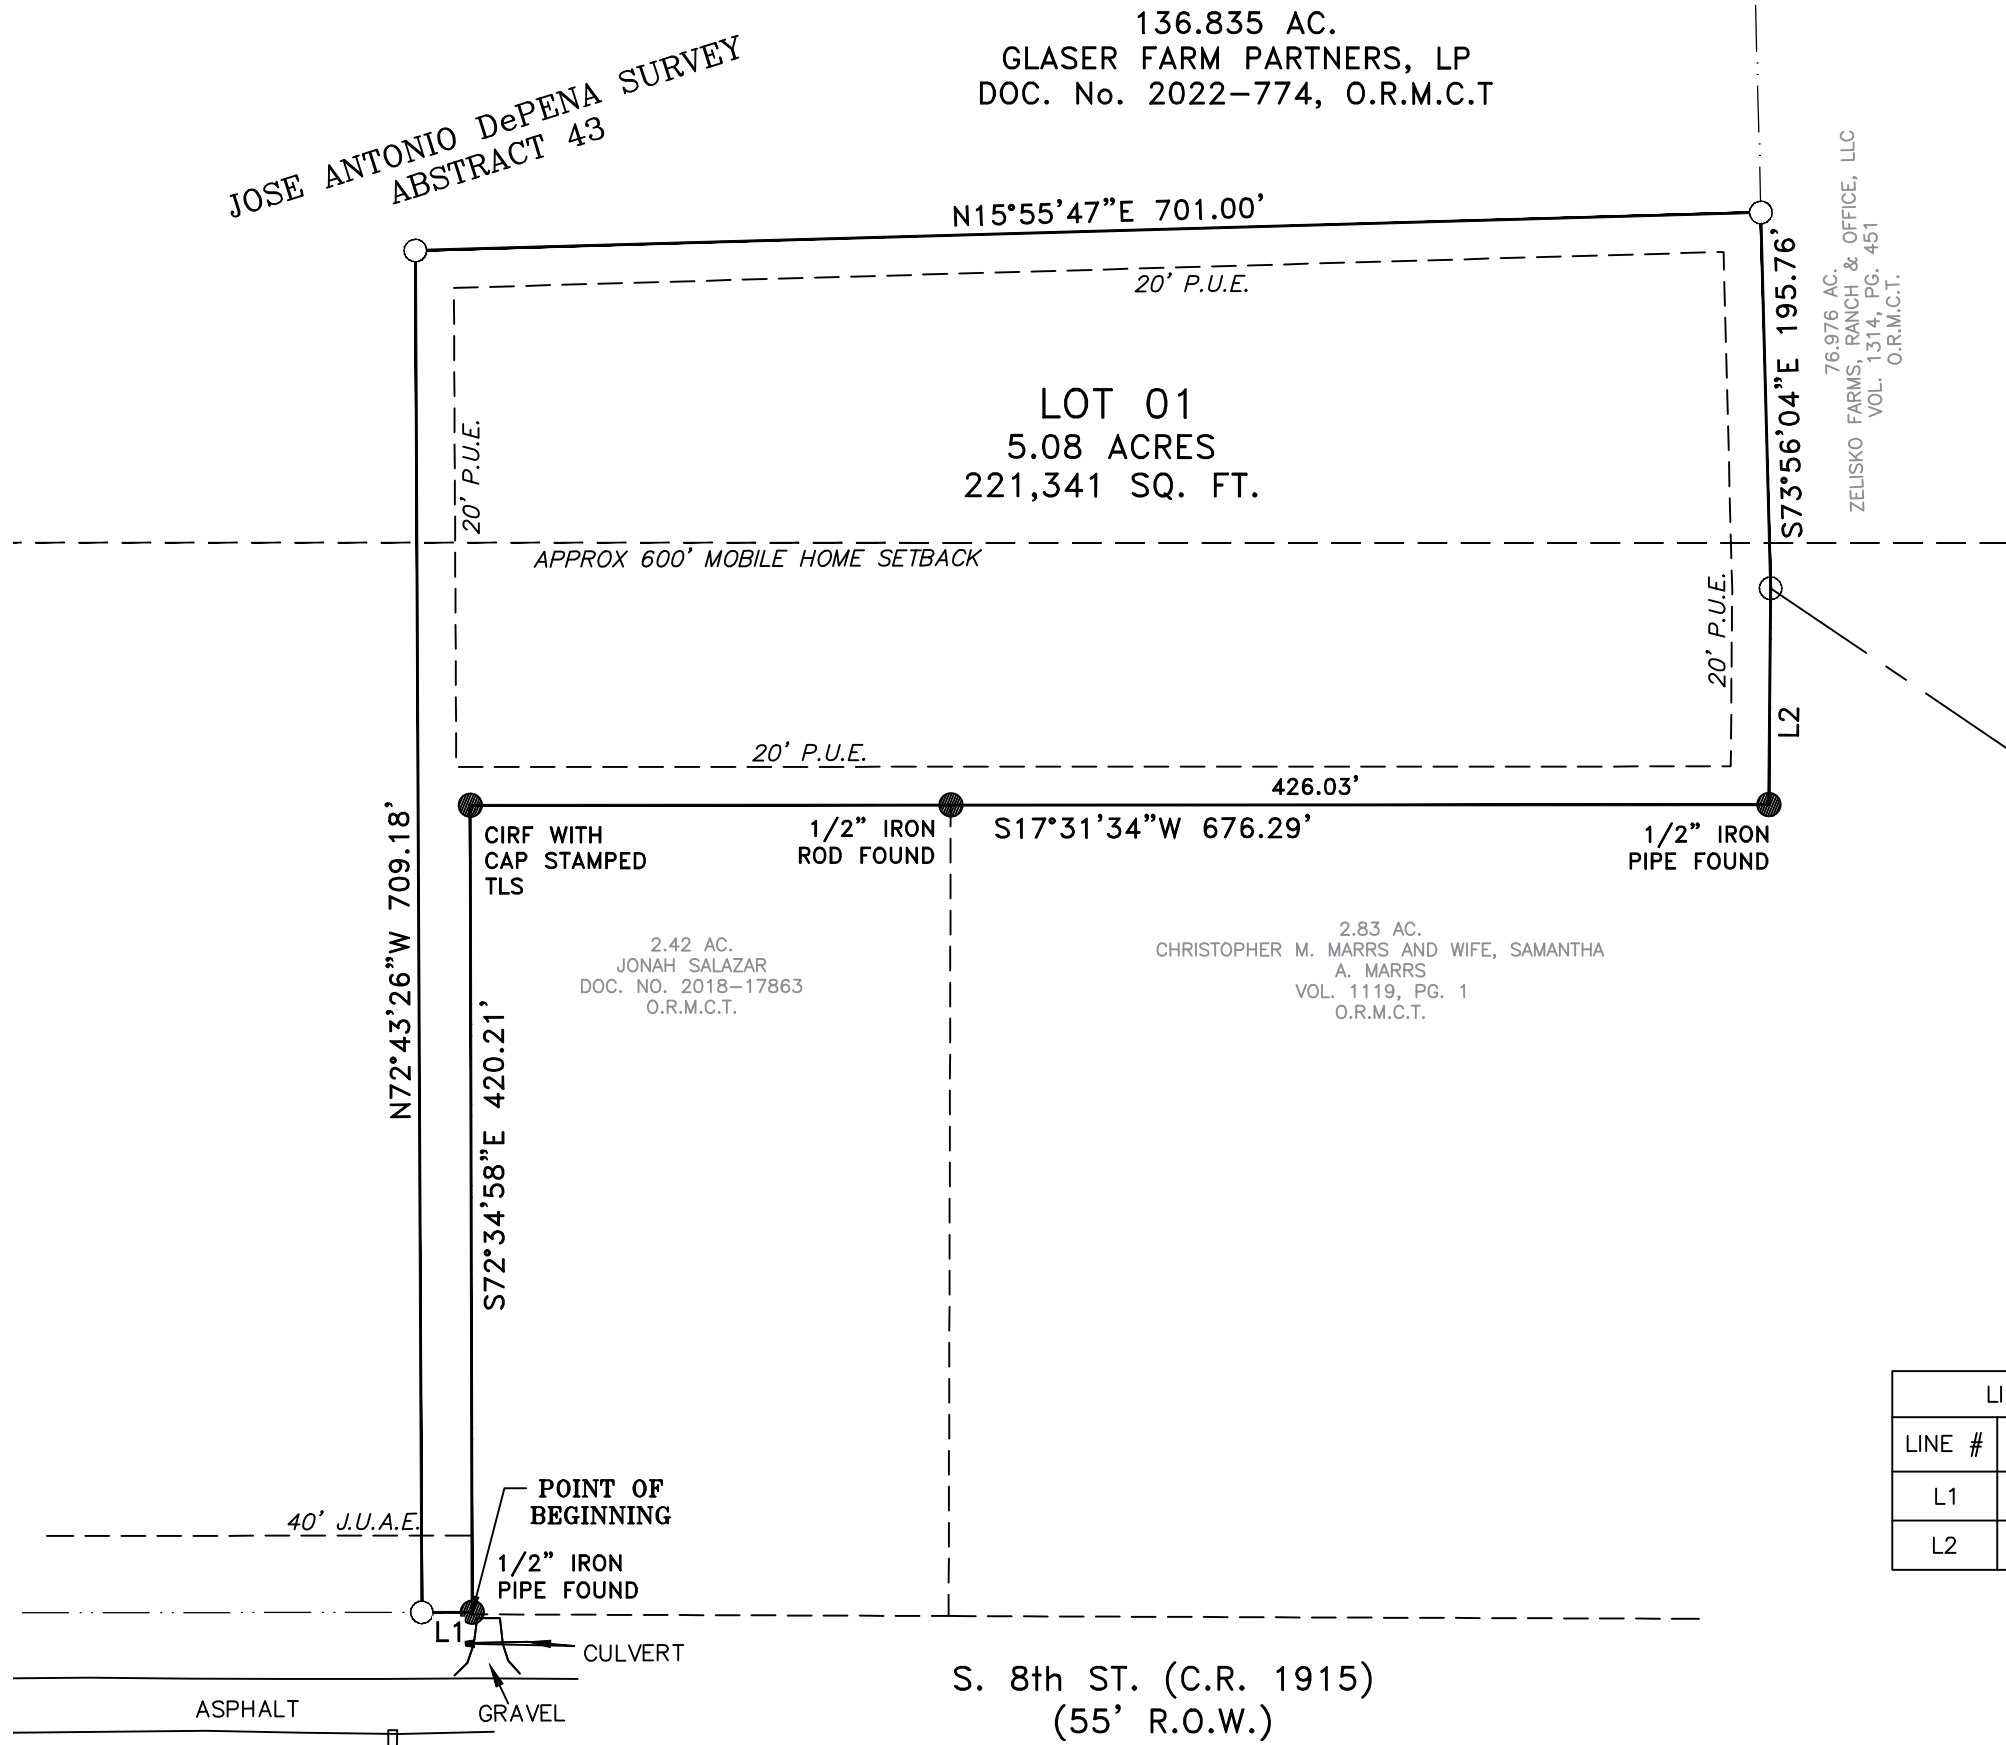 136.835 AC.
GLASER FARM PARTNERS, LP
DOC. No. 2022-774, O.R.M.C.T
JOSE ANTONIO DePENA SURVEY
ABSTRACT 43
N15°55'47"E 701.00'
20' P.U.E.
S73°56'04"E 195.76'
76.976 AC.
ZELISKO FARMS, RANCH & OFFICE, LLC
VOL. 1314, PG. 451
O.R.M.C.T.
LOT 01
5.08 ACRES
221,341 SQ. FT.
20' P.U.E.
APPROX 600' MOBILE HOME SETBACK
20' P.U.E.
L2
20' P.U.E.
426.03'
S17°31'34"W 676.29'
CIRF WITH
CAP STAMPED
TLS
1/2" IRON
ROD FOUND
1/2" IRON
PIPE FOUND
N72°43'26"W 709.18'
2.42 AC.
JONAH SALAZAR
DOC. NO. 2018-17863
O.R.M.C.T.
2.83 AC.
CHRISTOPHER M. MARRS AND WIFE, SAMANTHA
A. MARRS
VOL. 1119, PG. 1
O.R.M.C.T.
S72°34'58"E 420.21'
LI
LINE #
L1
L2
POINT OF
BEGINNING
40' J.U.A.E.
1/2" IRON
PIPE FOUND
L1
CULVERT
GRAVEL
ASPHALT
S. 8th ST. (C.R. 1915)
(55' R.O.W.)